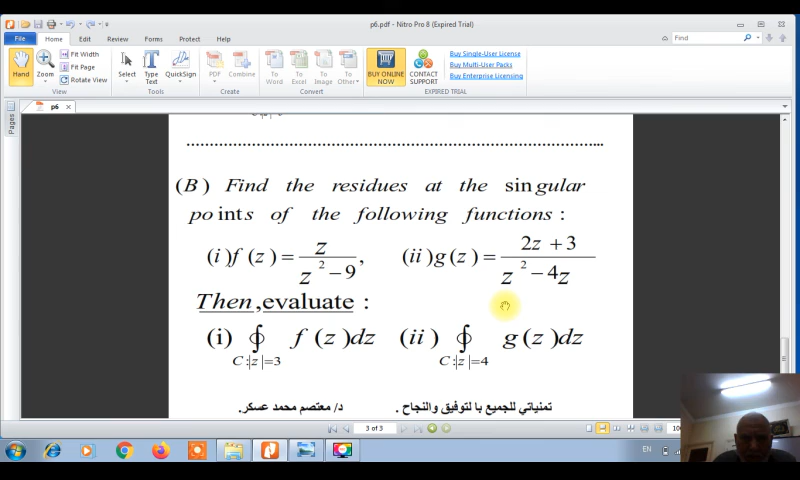 p6.pdf - Nitro Pro 8 (Expired Trial)
File Home Comments Forms Protect Help
Find
Hand
Zoom
Fit Width
Fit Page
Rotate View
View
Select
Type Text
QuickSign
Tools
PDF
Combine
Create
To Word
To Excel
To Image
To Other
Convert
BUY ONLINE NOW
CONTACT SUPPORT
Buy Single-User License
Buy Multi-User Packs
Buy Enterprise Licensing
EXPIRED TRIAL
p6
Pages
(B) Find the residues at the singular
points of the following functions :
(i) f (z) = z / (z² − 9), (ii) g(z) = (2z + 3) / (z² − 4z)
Then ,evaluate :
(i) ∮ C:|z|=3 f (z)dz (ii) ∮ C:|z|=4 g(z)dz
تمنياتي للجميع بالتوفيق والنجاح . د/ معتصم محمد عسكر.
3 of 3
EN